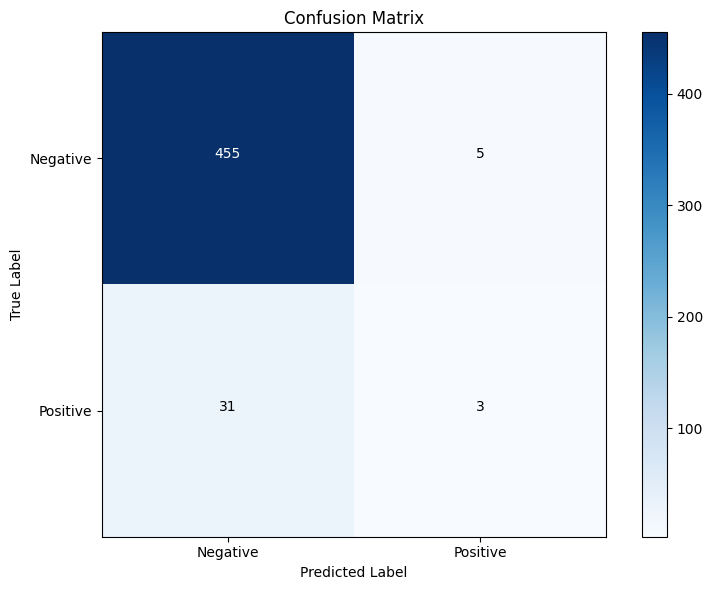 Confusion Matrix
Negative
455
5
400
300
200
100
True Label
Positive
31
3
Negative
Positive
Predicted Label